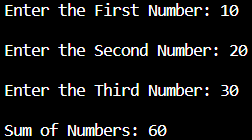 Enter the First Number: 10
Enter the Second Number: 20
Enter the Third Number: 30
Sum of Numbers: 60